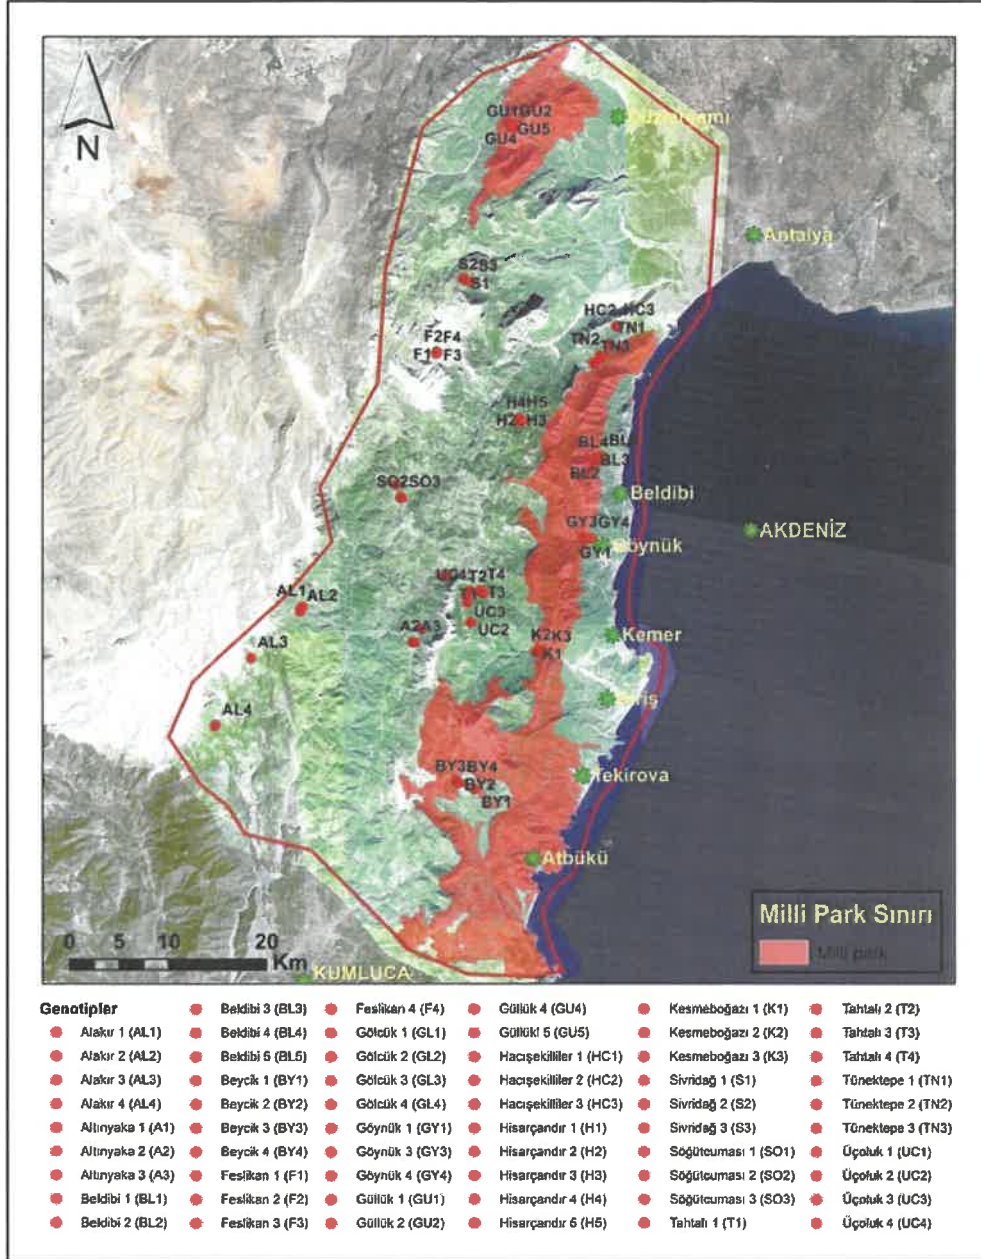 N
GU1GU2
GU5
GU4
Antalya
S2S3
S1
HC2 HC3
TN1
TN2
TN3
F2F4
F1 F3
H4H5
H2 H3
BL4BL
BL3
BL2
SO2SO3
Beldibi
GY3GY4
GY1
AKDENİZ
Göynük
UC4 T2 T4
T1 T3
AL1 AL2
UC3
UC2
A2A3
K2K3
K1
Kemer
AL3
AL4
BY3BY4
BY2
BY1
Tekirova
Atbükü
Milli Park Sınırı
Milli park
0 5 10 20
Km
KUMLUCA
Genotipler
Alakır 1 (AL1)
Alakır 2 (AL2)
Alakır 3 (AL3)
Alakır 4 (AL4)
Altınyaka 1 (A1)
Altınyaka 2 (A2)
Altınyaka 3 (A3)
Beldibi 1 (BL1)
Beldibi 2 (BL2)
Beldibi 3 (BL3)
Beldibi 4 (BL4)
Beldibi 5 (BL5)
Beycik 1 (BY1)
Beycik 2 (BY2)
Beycik 3 (BY3)
Beycik 4 (BY4)
Feslikan 1 (F1)
Feslikan 2 (F2)
Feslikan 3 (F3)
Feslikan 4 (F4)
Gölcük 1 (GL1)
Gölcük 2 (GL2)
Gölcük 3 (GL3)
Gölcük 4 (GL4)
Göynük 1 (GY1)
Göynük 3 (GY3)
Göynük 4 (GY4)
Güllük 1 (GU1)
Güllük 2 (GU2)
Güllük 4 (GU4)
Güllükl 5 (GU5)
Hacışekilliler 1 (HC1)
Hacışekilliler 2 (HC2)
Hacışekilliler 3 (HC3)
Hisarçandır 1 (H1)
Hisarçandır 2 (H2)
Hisarçandır 3 (H3)
Hisarçandır 4 (H4)
Hisarçandır 5 (H5)
Kesmeboğazı 1 (K1)
Kesmeboğazı 2 (K2)
Kesmeboğazı 3 (K3)
Sivridağ 1 (S1)
Sivridağ 2 (S2)
Sivridağ 3 (S3)
Söğütcuması 1 (SO1)
Söğütcuması 2 (SO2)
Söğütcuması 3 (SO3)
Tahtalı 1 (T1)
Tahtalı 2 (T2)
Tahtalı 3 (T3)
Tahtalı 4 (T4)
Tünektepe 1 (TN1)
Tünektepe 2 (TN2)
Tünektepe 3 (TN3)
Üçoluk 1 (UC1)
Üçoluk 2 (UC2)
Üçoluk 3 (UC3)
Üçoluk 4 (UC4)